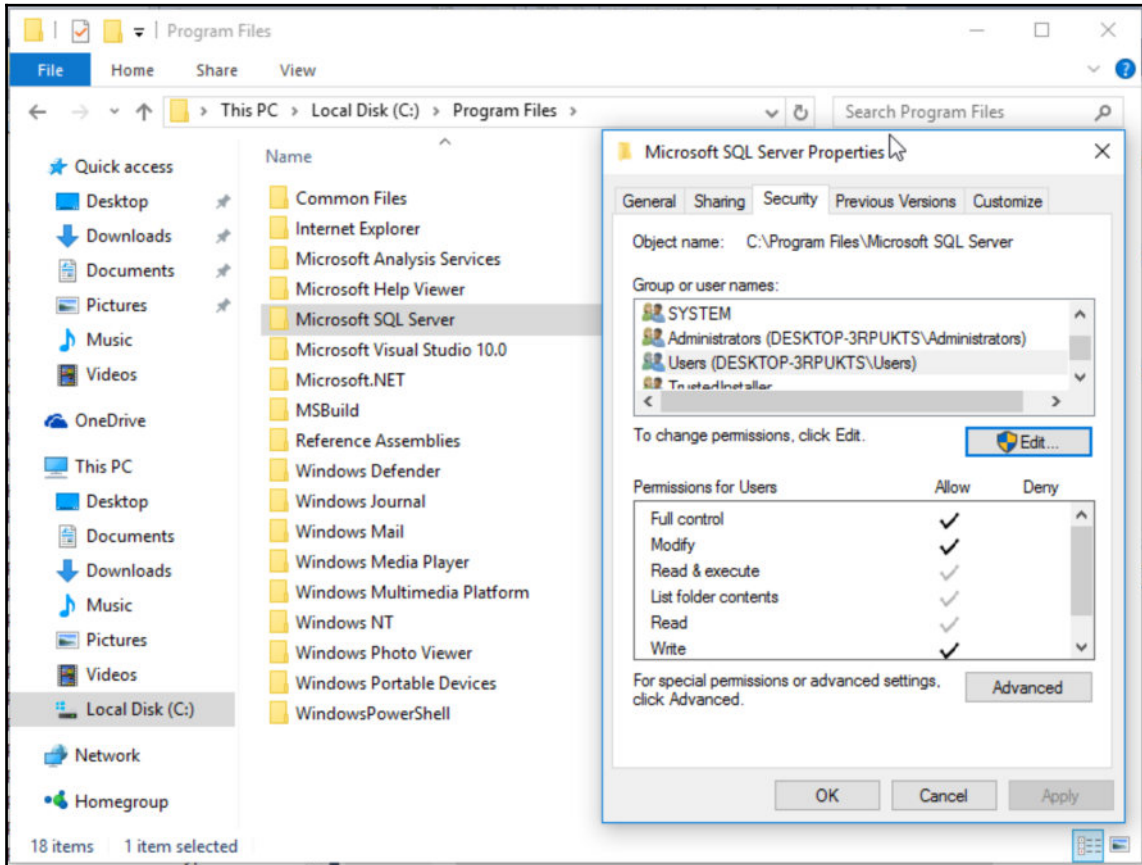 Program Files
File Home Share View
This PC > Local Disk (C:) > Program Files >
Search Program Files
Quick access
Desktop
Downloads
Documents
Pictures
Music
Videos
OneDrive
This PC
Desktop
Documents
Downloads
Music
Pictures
Videos
Local Disk (C:)
Network
Homegroup
Name
Common Files
Internet Explorer
Microsoft Analysis Services
Microsoft Help Viewer
Microsoft SQL Server
Microsoft Visual Studio 10.0
Microsoft.NET
MSBuild
Reference Assemblies
Windows Defender
Windows Journal
Windows Mail
Windows Media Player
Windows Multimedia Platform
Windows NT
Windows Photo Viewer
Windows Portable Devices
WindowsPowerShell
Microsoft SQL Server Properties
General Sharing Security Previous Versions Customize
Object name: C:\Program Files\Microsoft SQL Server
Group or user names:
SYSTEM
Administrators (DESKTOP-3RPUKTS\Administrators)
Users (DESKTOP-3RPUKTS\Users)
TrustedInstaller
To change permissions, click Edit.
Edit...
Permissions for Users Allow Deny
Full control
Modify
Read & execute
List folder contents
Read
Write
For special permissions or advanced settings,
click Advanced.
Advanced
OK Cancel Apply
18 items 1 item selected